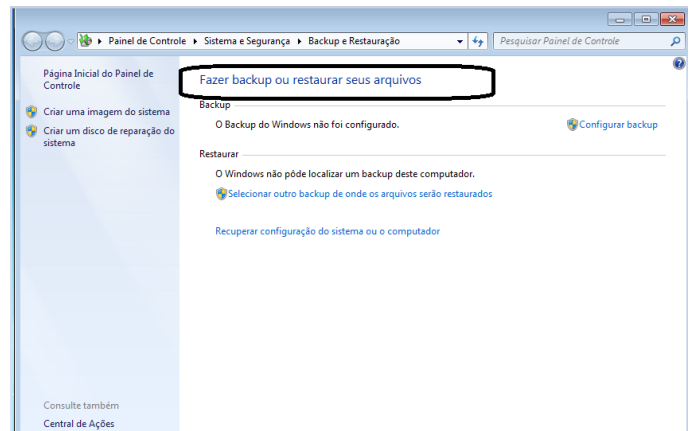 Painel de Controle ▸ Sistema e Segurança ▸ Backup e Restauração
Pesquisar Painel de Controle
Página Inicial do Painel de
Controle
Criar uma imagem do sistema
Criar um disco de reparação do
sistema
Fazer backup ou restaurar seus arquivos
Backup
O Backup do Windows não foi configurado.
Configurar backup
Restaurar
O Windows não pôde localizar um backup deste computador.
Selecionar outro backup de onde os arquivos serão restaurados
Recuperar configuração do sistema ou o computador
Consulte também
Central de Ações